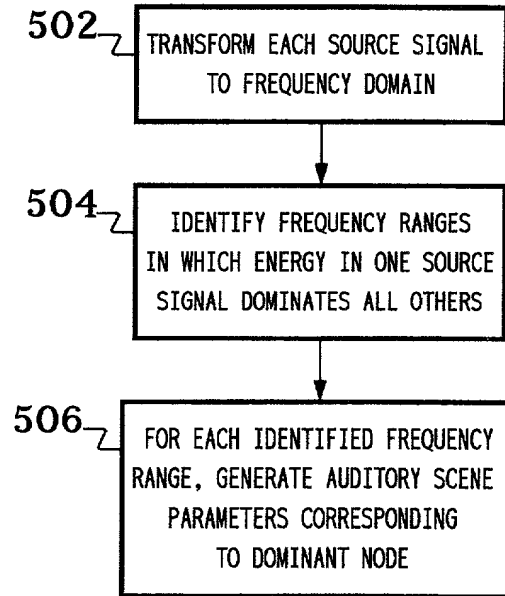 502
TRANSFORM EACH SOURCE SIGNAL
TO FREQUENCY DOMAIN
504
IDENTIFY FREQUENCY RANGES
IN WHICH ENERGY IN ONE SOURCE
SIGNAL DOMINATES ALL OTHERS
506
FOR EACH IDENTIFIED FREQUENCY
RANGE, GENERATE AUDITORY SCENE
PARAMETERS CORRESPONDING
TO DOMINANT NODE